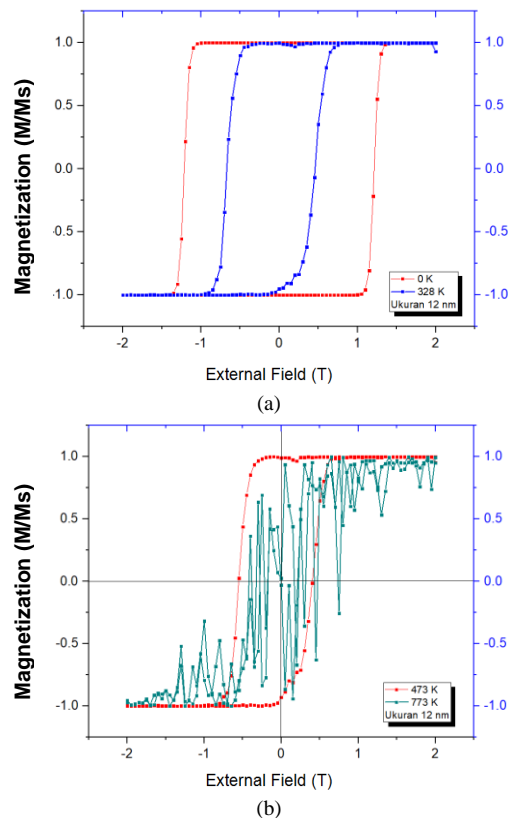 Magnetization (M/Ms)
1.0
0.5
0.0
-0.5
-1.0
1.0
0.5
0.0
-0.5
-1.0
0 K
328 K
Ukuran 12 nm
-2
-1
0
1
2
External Field (T)
(a)
Magnetization (M/Ms)
1.0
0.5
0.0
-0.5
-1.0
1.0
0.5
0.0
-0.5
-1.0
473 K
773 K
Ukuran 12 nm
-2
-1
0
1
2
External Field (T)
(b)